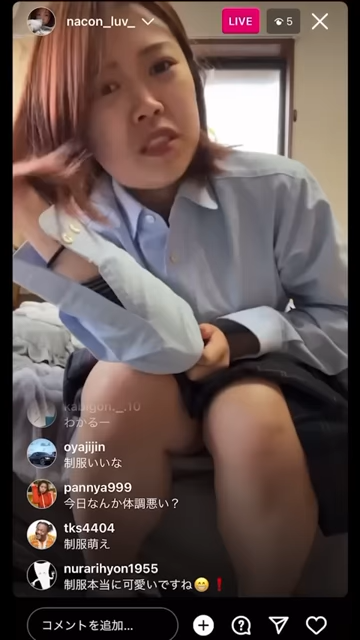 nacon_luv_
LIVE
5
kabigon._.10
わかるー
oyajijin
制服いいな
pannya999
今日なんか体調悪い？
tks4404
制服萌え
nurarihyon1955
制服本当に可愛いですね😁❗
コメントを追加...